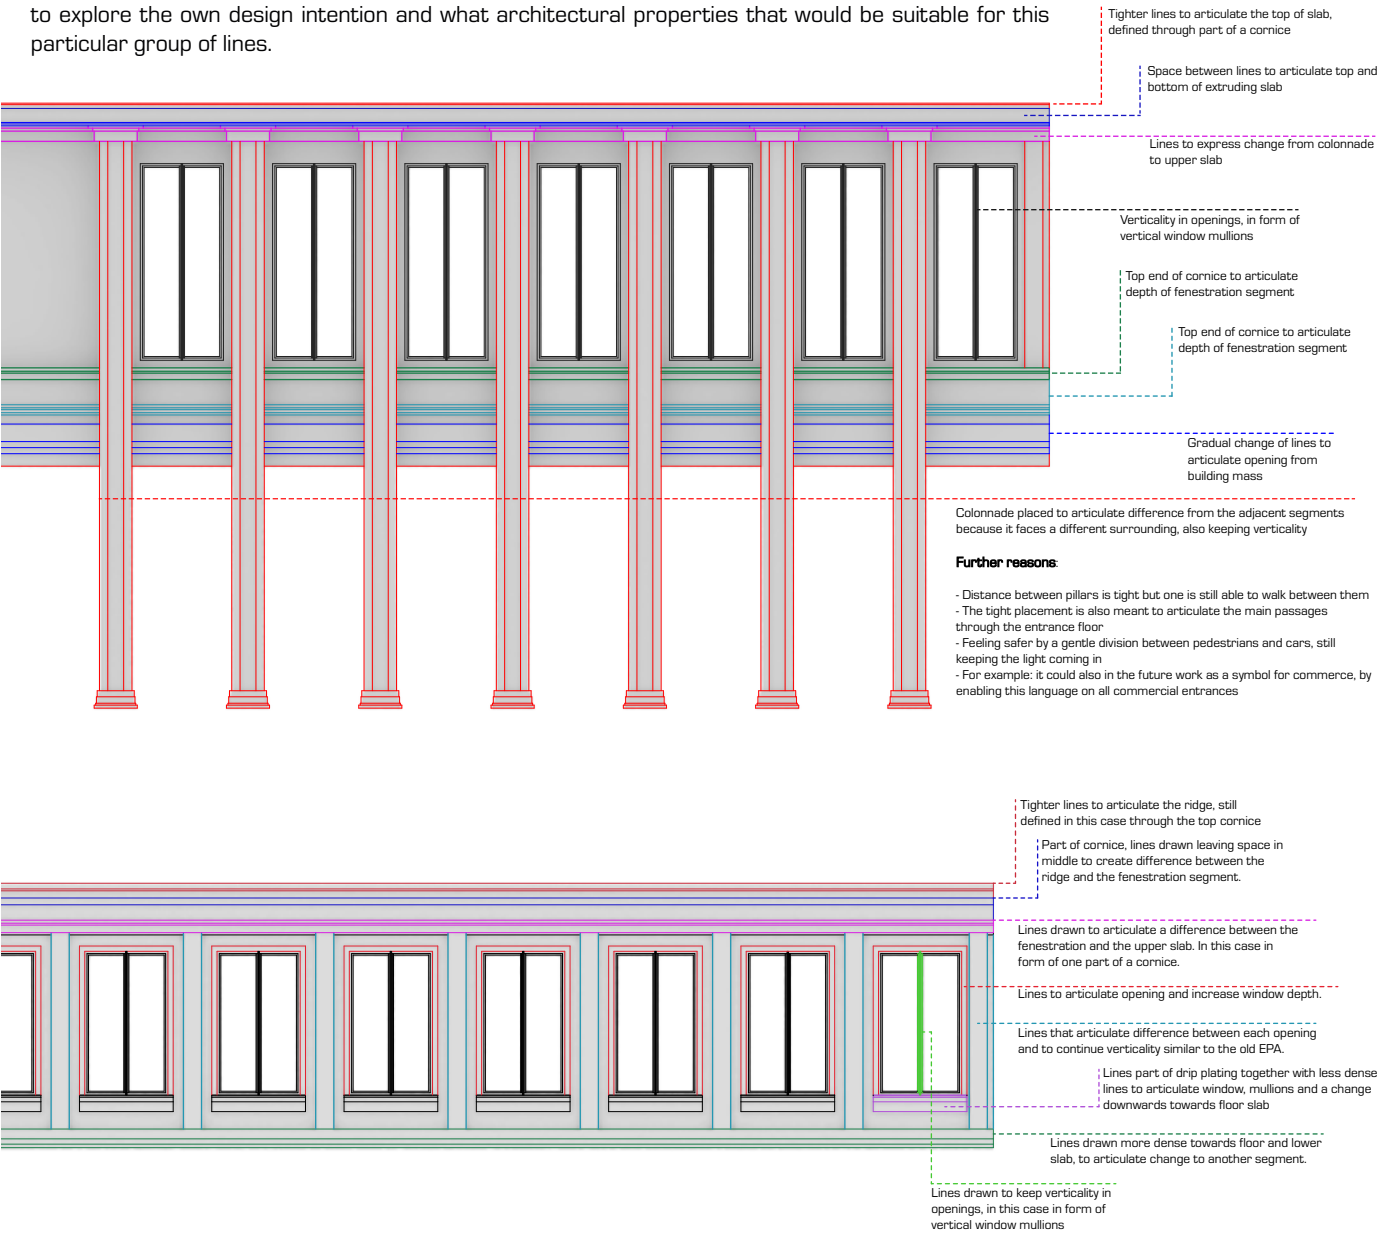 to explore the own design intention and what architectural properties that would be suitable for this
particular group of lines.
Tighter lines to articulate the top of slab,
defined through part of a cornice
Space between lines to articulate top and
bottom of extruding slab
Lines to express change from colonnade
to upper slab
Verticality in openings, in form of
vertical window mullions
Top end of cornice to articulate
depth of fenestration segment
Top end of cornice to articulate
depth of fenestration segment
Gradual change of lines to
articulate opening from
building mass
Colonnade placed to articulate difference from the adjacent segments
because it faces a different surrounding, also keeping verticality
Further reasons:
- Distance between pillars is tight but one is still able to walk between them
- The tight placement is also meant to articulate the main passages
through the entrance floor
- Feeling safer by a gentle division between pedestrians and cars, still
keeping the light coming in
- For example: it could also in the future work as a symbol for commerce, by
enabling this language on all commercial entrances
Tighter lines to articulate the ridge, still
defined in this case through the top cornice
Part of cornice, lines drawn leaving space in
middle to create difference between the
ridge and the fenestration segment.
Lines drawn to articulate a difference between the
fenestration and the upper slab. In this case in
form of one part of a cornice.
Lines to articulate opening and increase window depth.
Lines that articulate difference between each opening
and to continue verticality similar to the old EPA.
Lines part of drip plating together with less dense
lines to articulate window, mullions and a change
downwards towards floor slab
Lines drawn more dense towards floor and lower
slab, to articulate change to another segment.
Lines drawn to keep verticality in
openings, in this case in form of
vertical window mullions